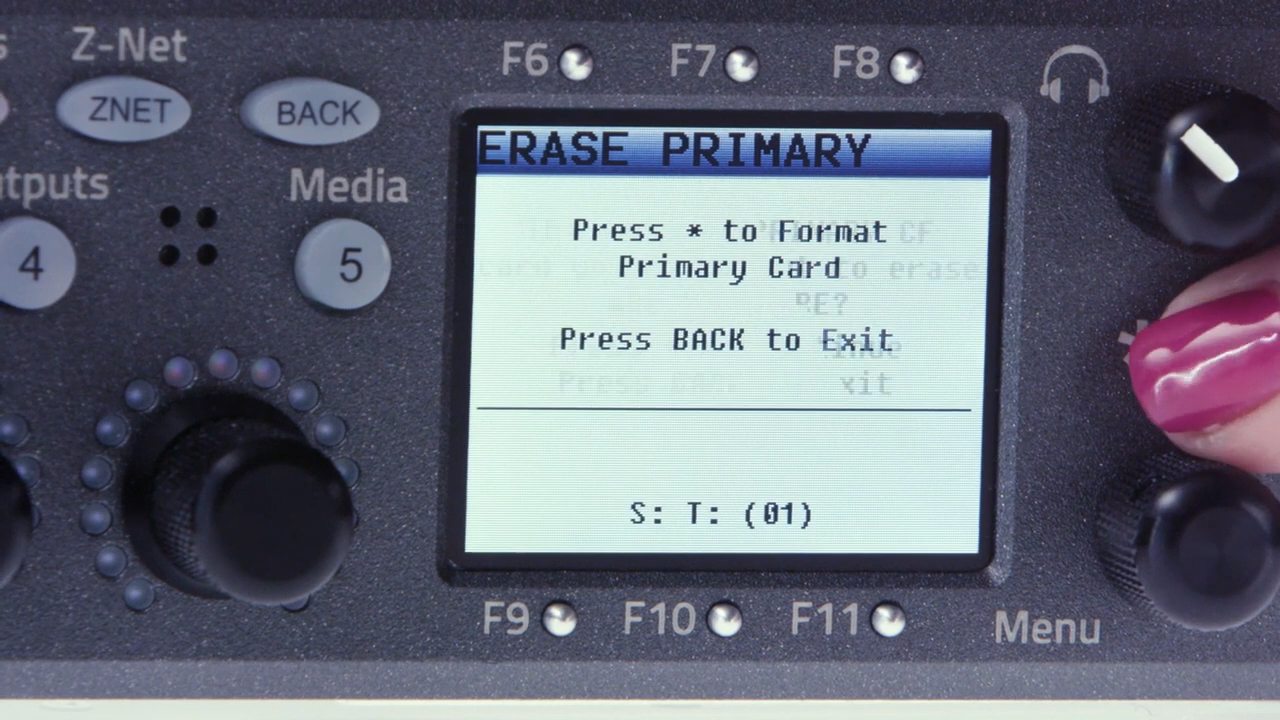 Z-Net
F6
F7
F8
ZNET
BACK
ERASE PRIMARY
tputs
Media
4
5
Press * to Format
Primary Card
Press BACK to Exit
S: T: (01)
F9
F10
F11
Menu